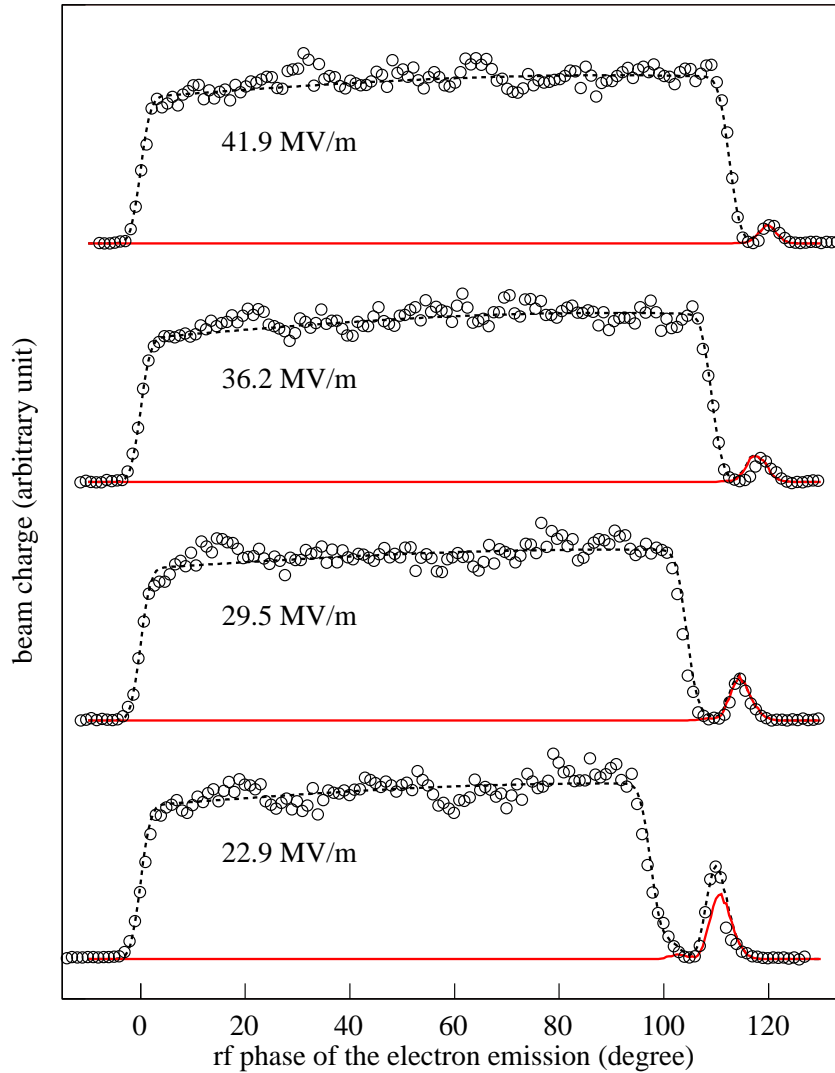 41.9 MV/m
36.2 MV/m
29.5 MV/m
22.9 MV/m
beam charge (arbitrary unit)
0 20 40 60 80 100 120
rf phase of the electron emission (degree)